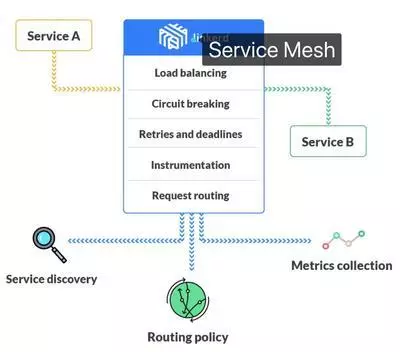 Service A
linkerd
Service Mesh
Load balancing
Circuit breaking
Retries and deadlines
Instrumentation
Request routing
Service B
Service discovery
Metrics collection
Routing policy